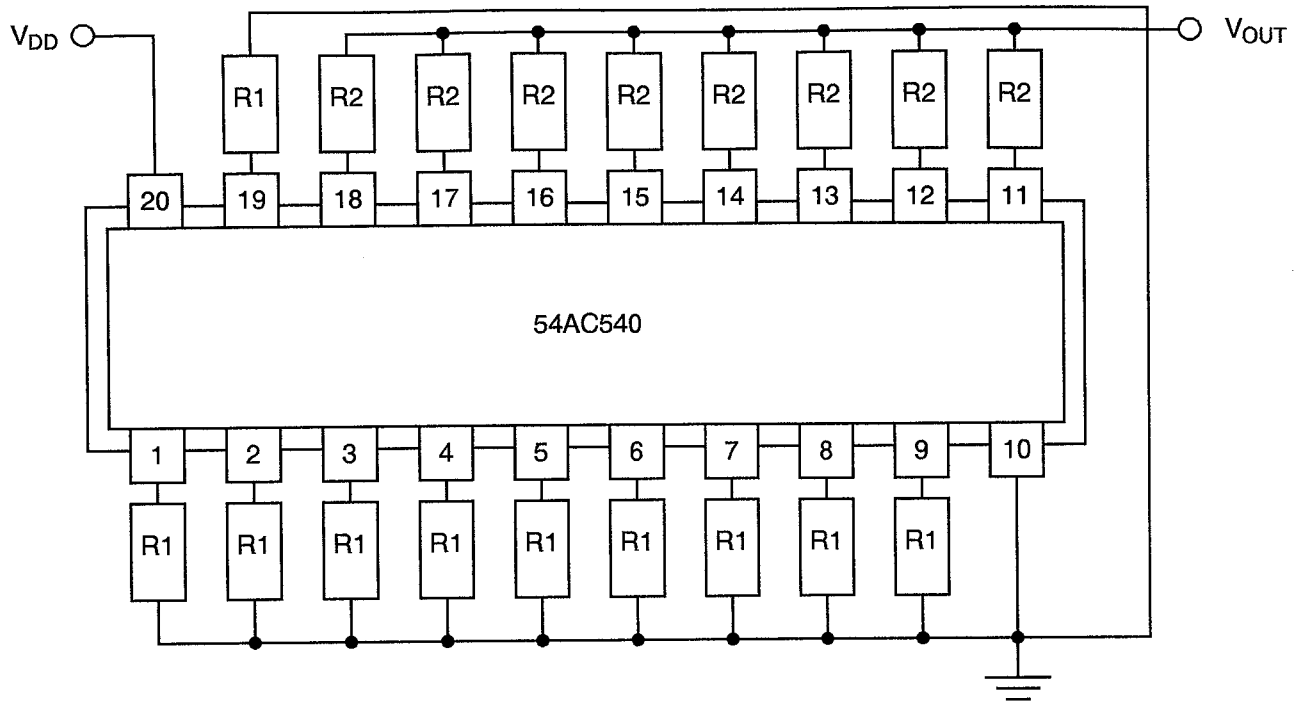 VDD
VOUT
R1 R2 R2 R2 R2 R2 R2 R2 R2
20 19 18 17 16 15 14 13 12 11
54AC540
1 2 3 4 5 6 7 8 9 10
R1 R1 R1 R1 R1 R1 R1 R1 R1